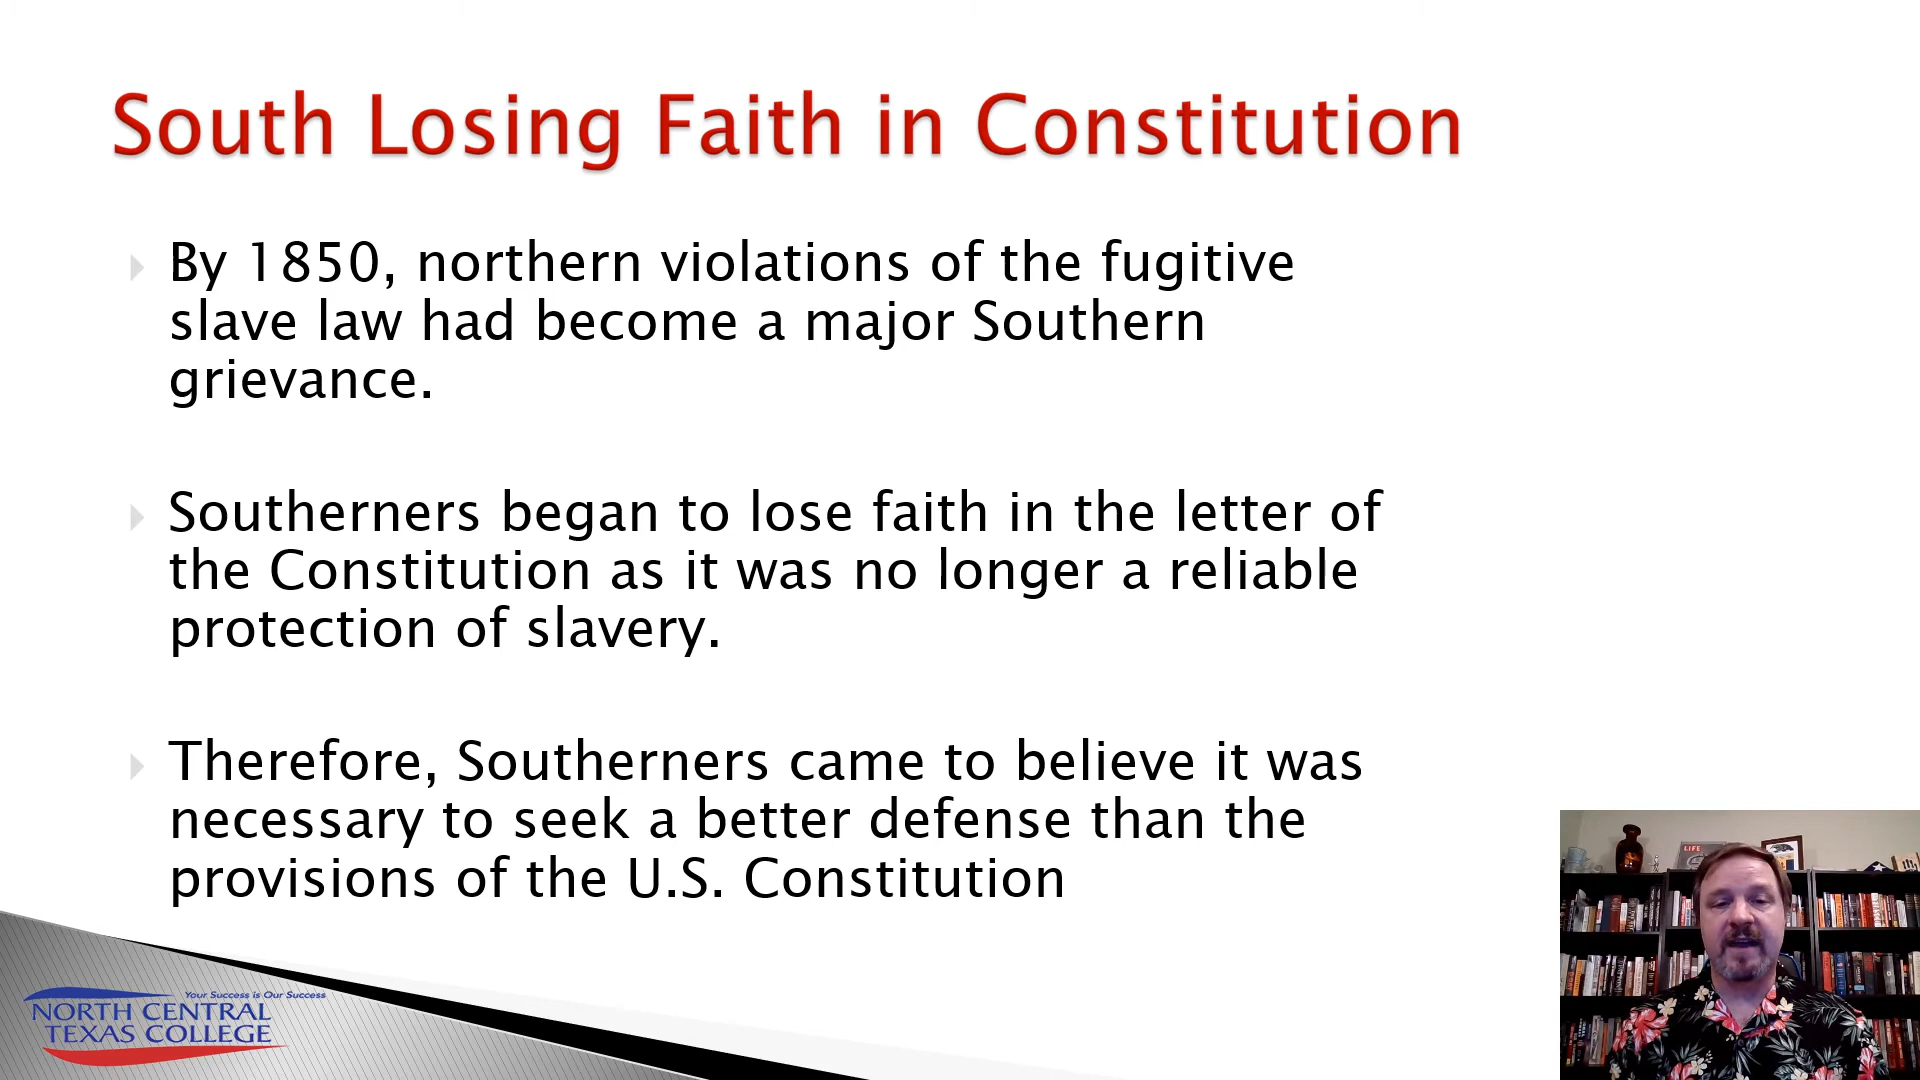 South Losing Faith in Constitution
By 1850, northern violations of the fugitive
slave law had become a major Southern
grievance.
Southerners began to lose faith in the letter of
the Constitution as it was no longer a reliable
protection of slavery.
Therefore, Southerners came to believe it was
necessary to seek a better defense than the
provisions of the U.S. Constitution
Your Success is Our Success
NORTH CENTRAL
TEXAS COLLEGE
LIFE